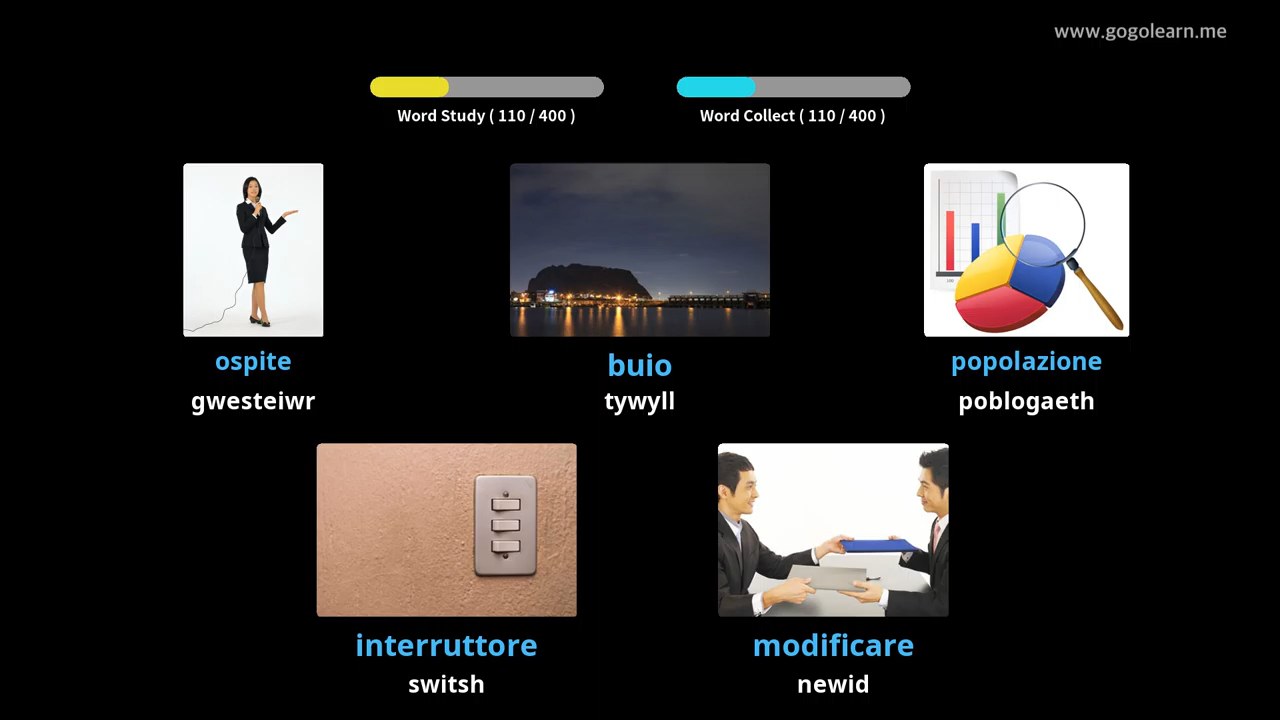 www.gogolearn.me
Word Study ( 110 / 400 )
Word Collect ( 110 / 400 )
ospite
gwesteiwr
buio
tywyll
popolazione
poblogaeth
interruttore
switsh
modificare
newid